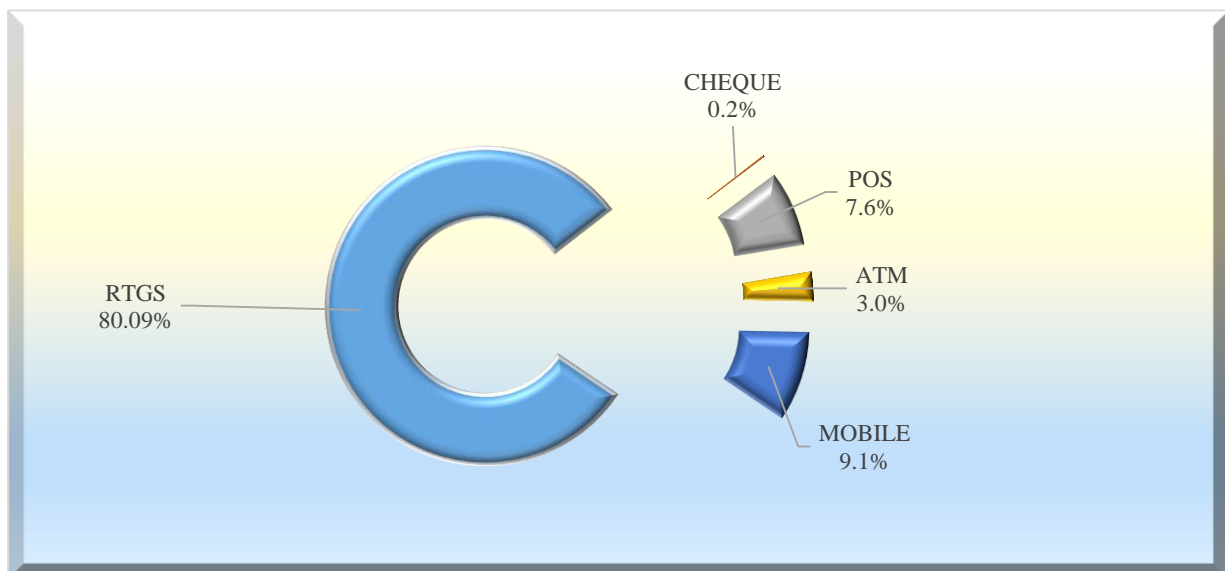 CHEQUE
0.2%
POS
7.6%
ATM
3.0%
RTGS
80.09%
MOBILE
9.1%